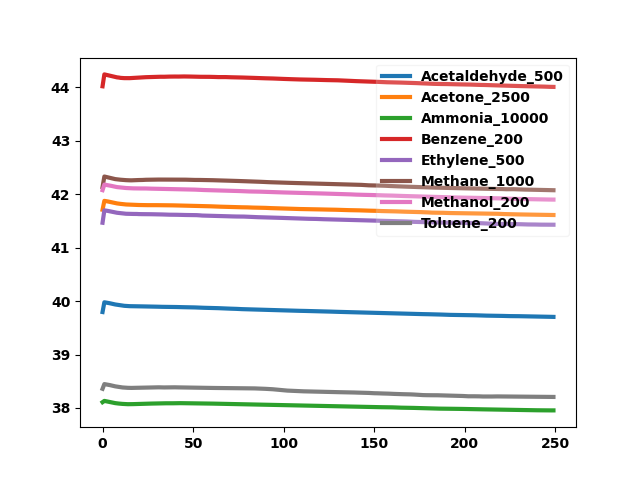 44
43
42
41
40
39
38
0 50 100 150 200 250
Acetaldehyde_500
Acetone_2500
Ammonia_10000
Benzene_200
Ethylene_500
Methane_1000
Methanol_200
Toluene_200